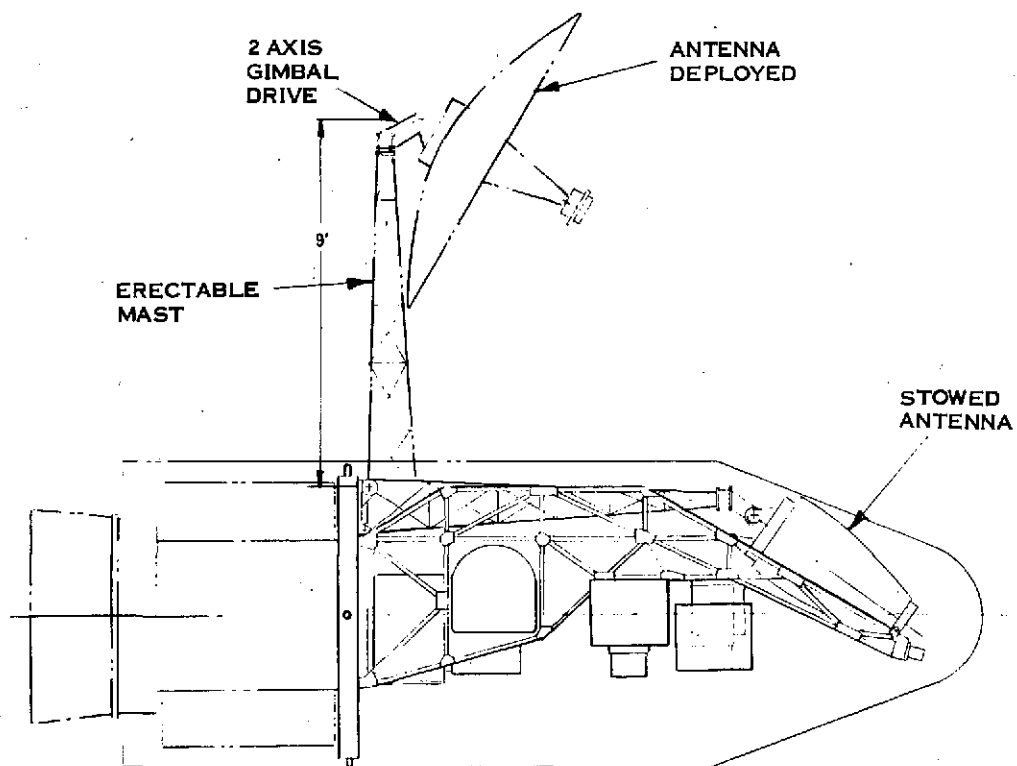 2 AXIS
GIMBAL
DRIVE
ANTENNA
DEPLOYED
9'
ERECTABLE
MAST
STOWED
ANTENNA